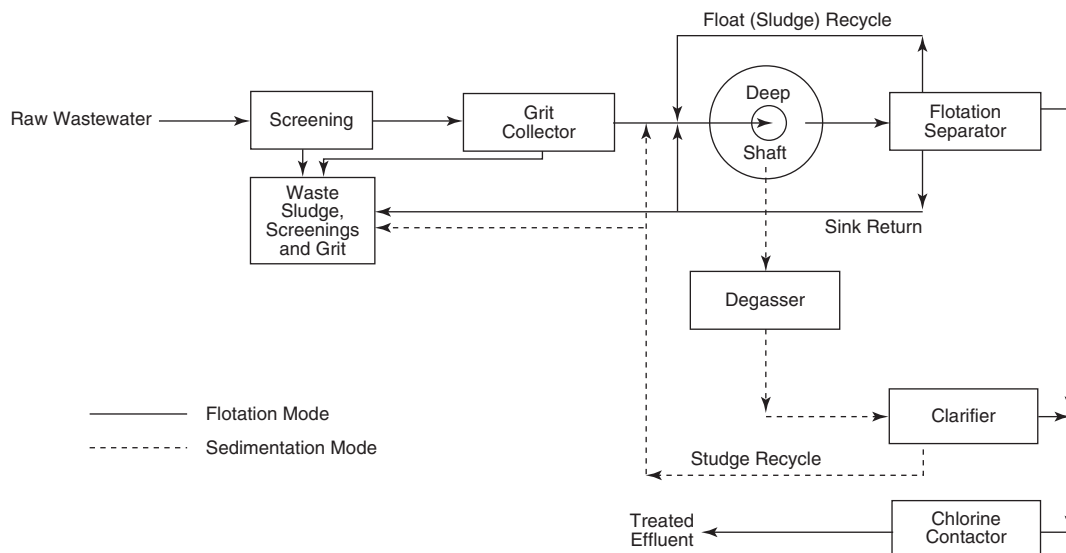 Float (Sludge) Recycle
Raw Wastewater
Screening
Grit
Collector
Deep
Shaft
Flotation
Separator
Waste
Sludge,
Screenings
and Grit
Sink Return
Degasser
Flotation Mode
Sedimentation Mode
Clarifier
Studge Recycle
Treated
Effluent
Chlorine
Contactor